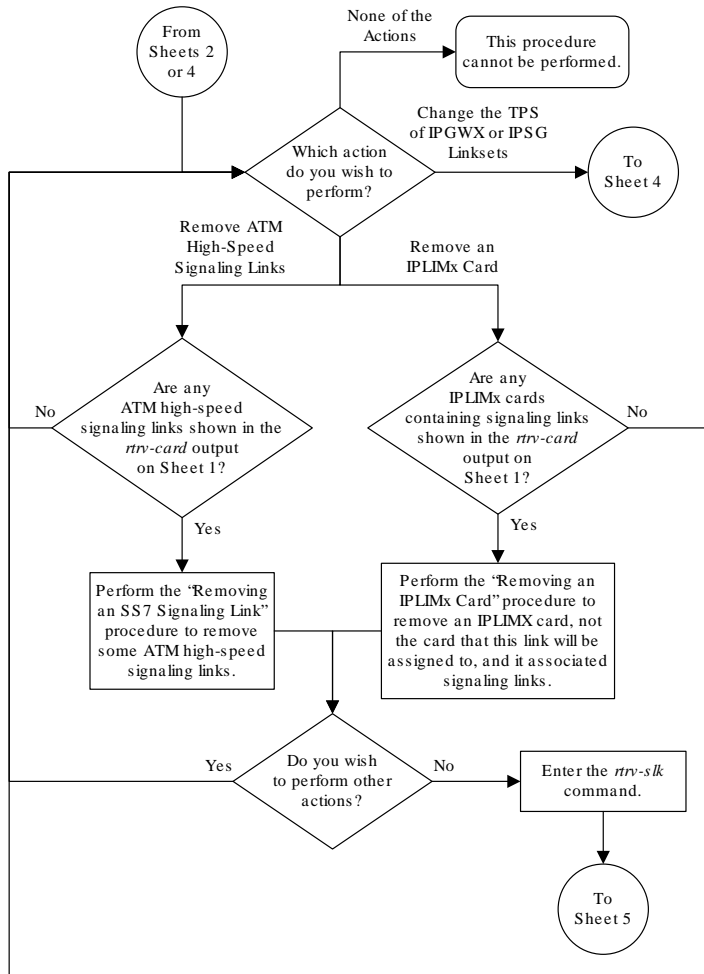 From
Sheets 2
or 4
None of the
Actions
This procedure
cannot be performed.
Change the TPS
of IPGWX or IPSG
Linksets
Which action
do you wish to
perform?
To
Sheet 4
Remove ATM
High-Speed
Signaling Links
Remove an
IPLIMx Card
No
Are any
ATM high-speed
signaling links shown in the
rtrv-card output
on Sheet 1?
Are any
IPLIMx cards
containing signaling links
shown in the rtrv-card
output on
Sheet 1?
No
Yes
Yes
Perform the “Removing
an SS7 Signaling Link”
procedure to remove
some ATM high-speed
signaling links.
Perform the “Removing an
IPLIMx Card” procedure to
remove an IPLIMX card, not
the card that this link will be
assigned to, and it associated
signaling links.
Yes
Do you wish
to perform other
actions?
No
Enter the rtrv-slk
command.
To
Sheet 5